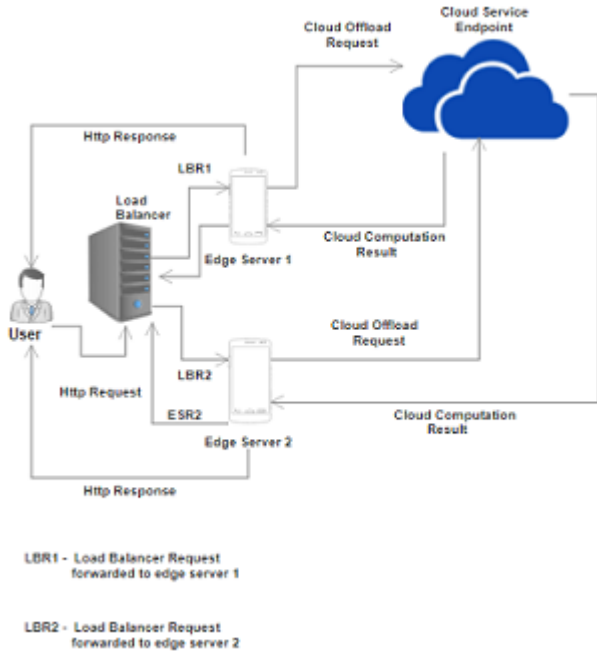 Cloud Service
Endpoint
Cloud Offload
Request
Http Response
LBR1
Load
Balancer
Cloud Computation
Result
Edge Server 1
User
Cloud Offload
Request
LBR2
Http Request
ESR2
Cloud Computation
Result
Edge Server 2
Http Response
LBR1 - Load Balancer Request
forwarded to edge server 1
LBR2 - Load Balancer Request
forwarded to edge server 2